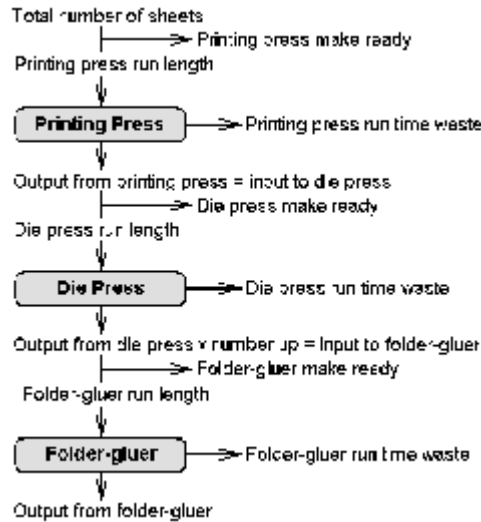 Total number of sheets
Printing press make ready
Printing press run length
Printing Press
Printing press run time waste
Output from printing press = input to die press
Die press make ready
Die press run length
Die Press
Die press run time waste
Output from die press x number up = Input to folder-gluer
Folder-gluer make ready
Folder-gluer run length
Folder-gluer
Folder-gluer run time waste
Output from folder-gluer